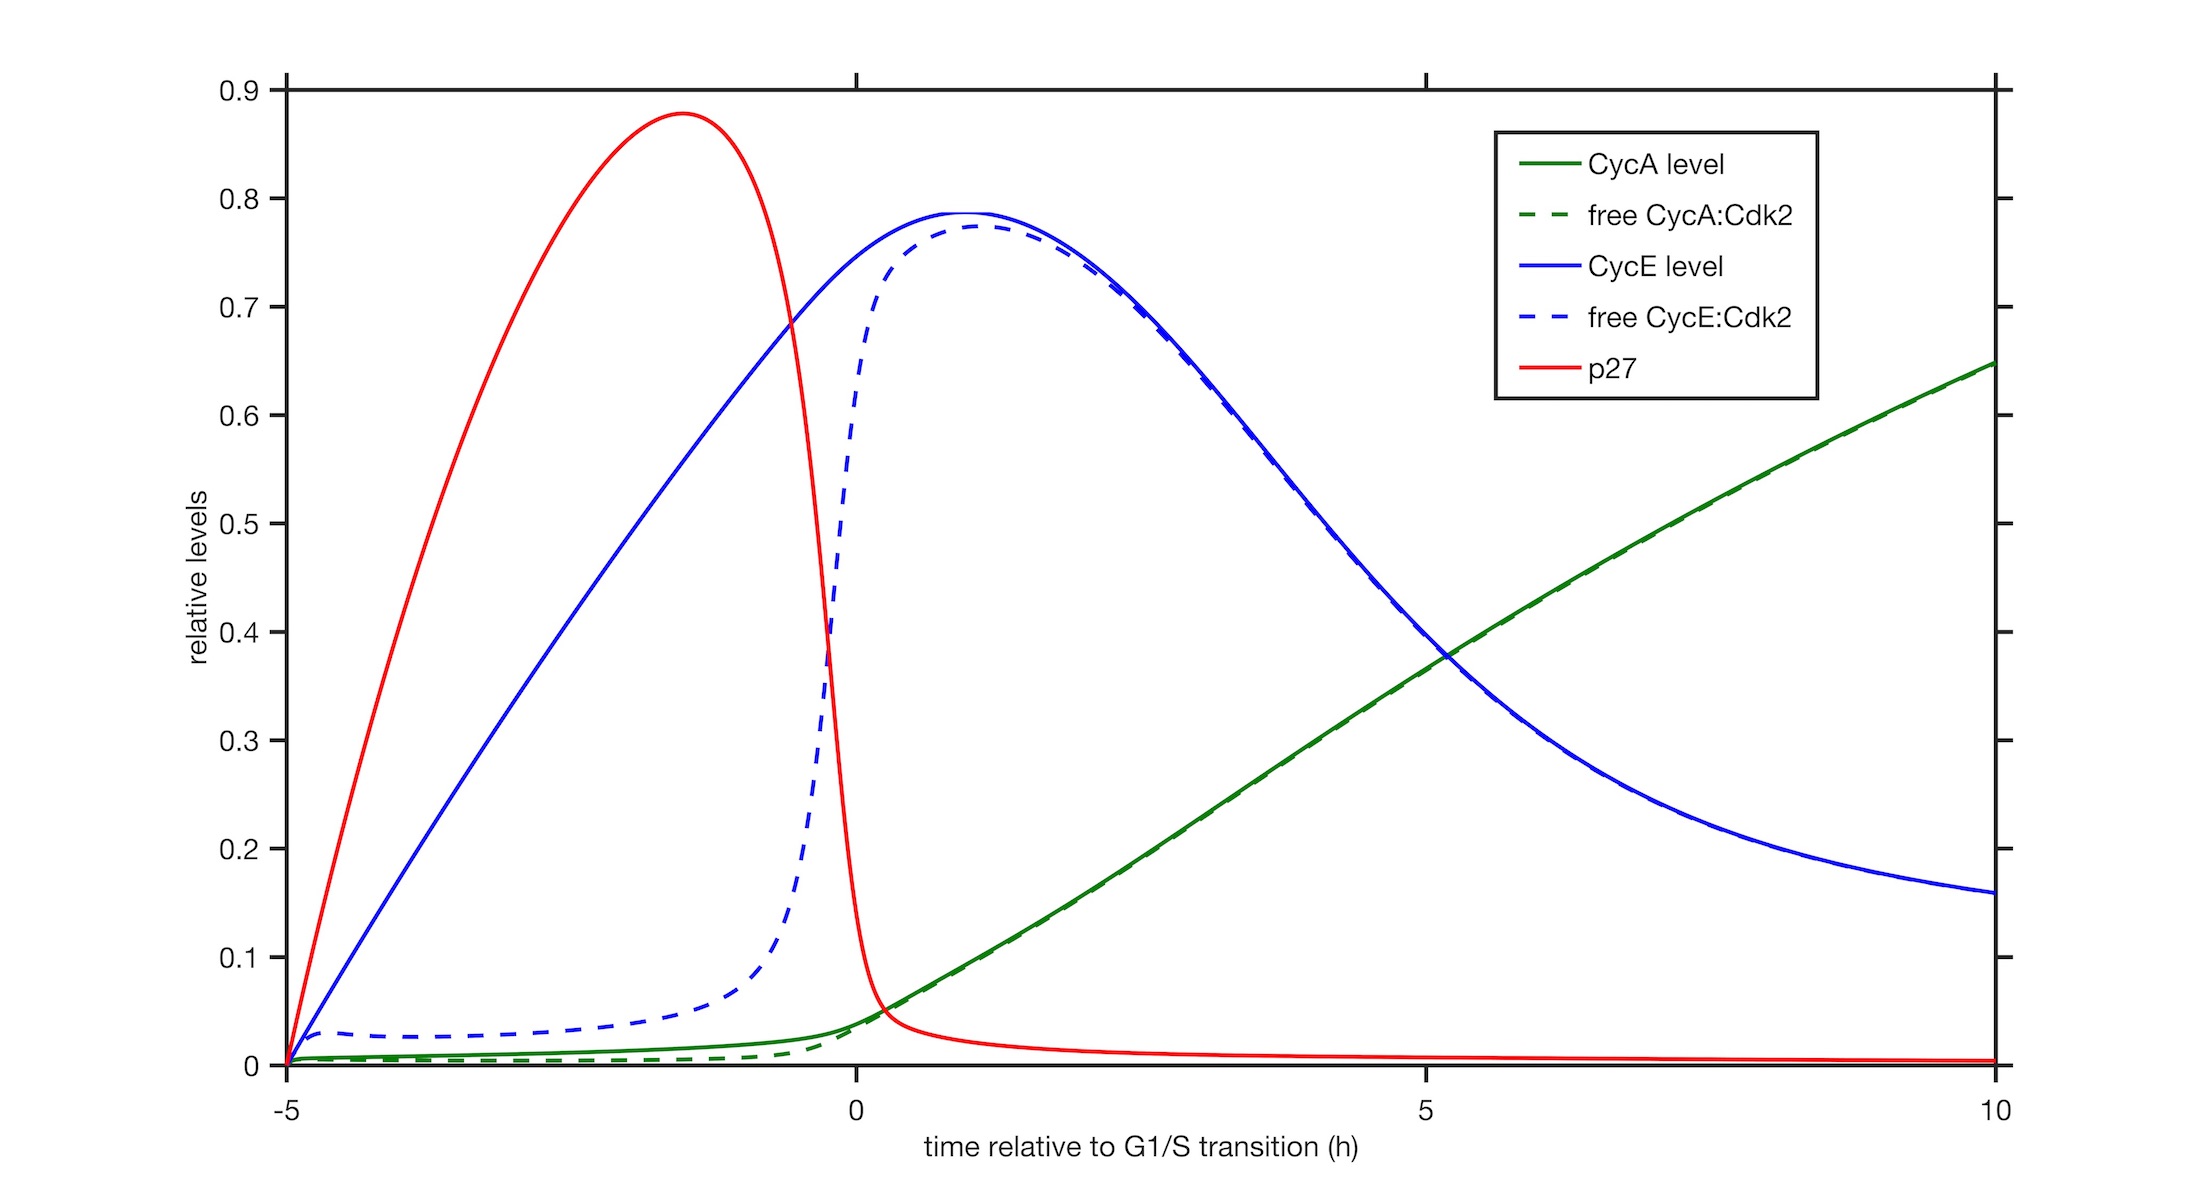 0.9
0.8
0.7
0.6
0.5
0.4
0.3
0.2
0.1
0
relative levels
CycA level
free CycA:Cdk2
CycE level
free CycE:Cdk2
p27
-5 0 5 10
time relative to G1/S transition (h)